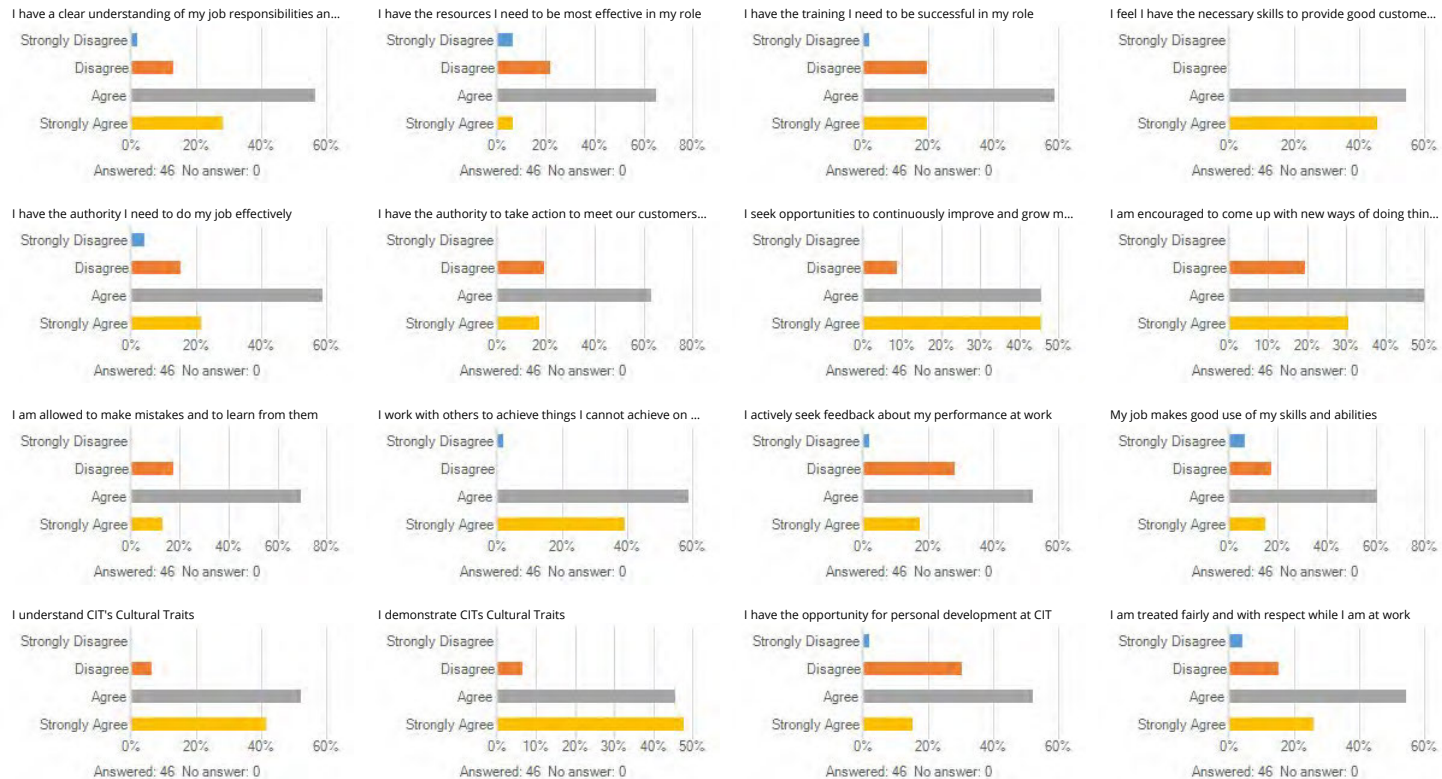 I have a clear understanding of my job responsibilities an...
Strongly Disagree
Disagree
Agree
Strongly Agree
0% 20% 40% 60%
Answered: 46 No answer: 0
I have the resources I need to be most effective in my role
Strongly Disagree
Disagree
Agree
Strongly Agree
0% 20% 40% 60% 80%
Answered: 46 No answer: 0
I have the training I need to be successful in my role
Strongly Disagree
Disagree
Agree
Strongly Agree
0% 20% 40% 60%
Answered: 46 No answer: 0
I feel I have the necessary skills to provide good custome...
Strongly Disagree
Disagree
Agree
Strongly Agree
0% 20% 40% 60%
Answered: 46 No answer: 0
I have the authority I need to do my job effectively
Strongly Disagree
Disagree
Agree
Strongly Agree
0% 20% 40% 60%
Answered: 46 No answer: 0
I have the authority to take action to meet our customers...
Strongly Disagree
Disagree
Agree
Strongly Agree
0% 20% 40% 60% 80%
Answered: 46 No answer: 0
I seek opportunities to continuously improve and grow m...
Strongly Disagree
Disagree
Agree
Strongly Agree
0% 10% 20% 30% 40% 50%
Answered: 46 No answer: 0
I am encouraged to come up with new ways of doing thin...
Strongly Disagree
Disagree
Agree
Strongly Agree
0% 10% 20% 30% 40% 50%
Answered: 46 No answer: 0
I am allowed to make mistakes and to learn from them
Strongly Disagree
Disagree
Agree
Strongly Agree
0% 20% 40% 60% 80%
Answered: 46 No answer: 0
I work with others to achieve things I cannot achieve on ...
Strongly Disagree
Disagree
Agree
Strongly Agree
0% 20% 40% 60%
Answered: 46 No answer: 0
I actively seek feedback about my performance at work
Strongly Disagree
Disagree
Agree
Strongly Agree
0% 20% 40% 60%
Answered: 46 No answer: 0
My job makes good use of my skills and abilities
Strongly Disagree
Disagree
Agree
Strongly Agree
0% 20% 40% 60% 80%
Answered: 46 No answer: 0
I understand CIT's Cultural Traits
Strongly Disagree
Disagree
Agree
Strongly Agree
0% 20% 40% 60%
Answered: 46 No answer: 0
I demonstrate CITs Cultural Traits
Strongly Disagree
Disagree
Agree
Strongly Agree
0% 10% 20% 30% 40% 50%
Answered: 46 No answer: 0
I have the opportunity for personal development at CIT
Strongly Disagree
Disagree
Agree
Strongly Agree
0% 20% 40% 60%
Answered: 46 No answer: 0
I am treated fairly and with respect while I am at work
Strongly Disagree
Disagree
Agree
Strongly Agree
0% 20% 40% 60%
Answered: 46 No answer: 0